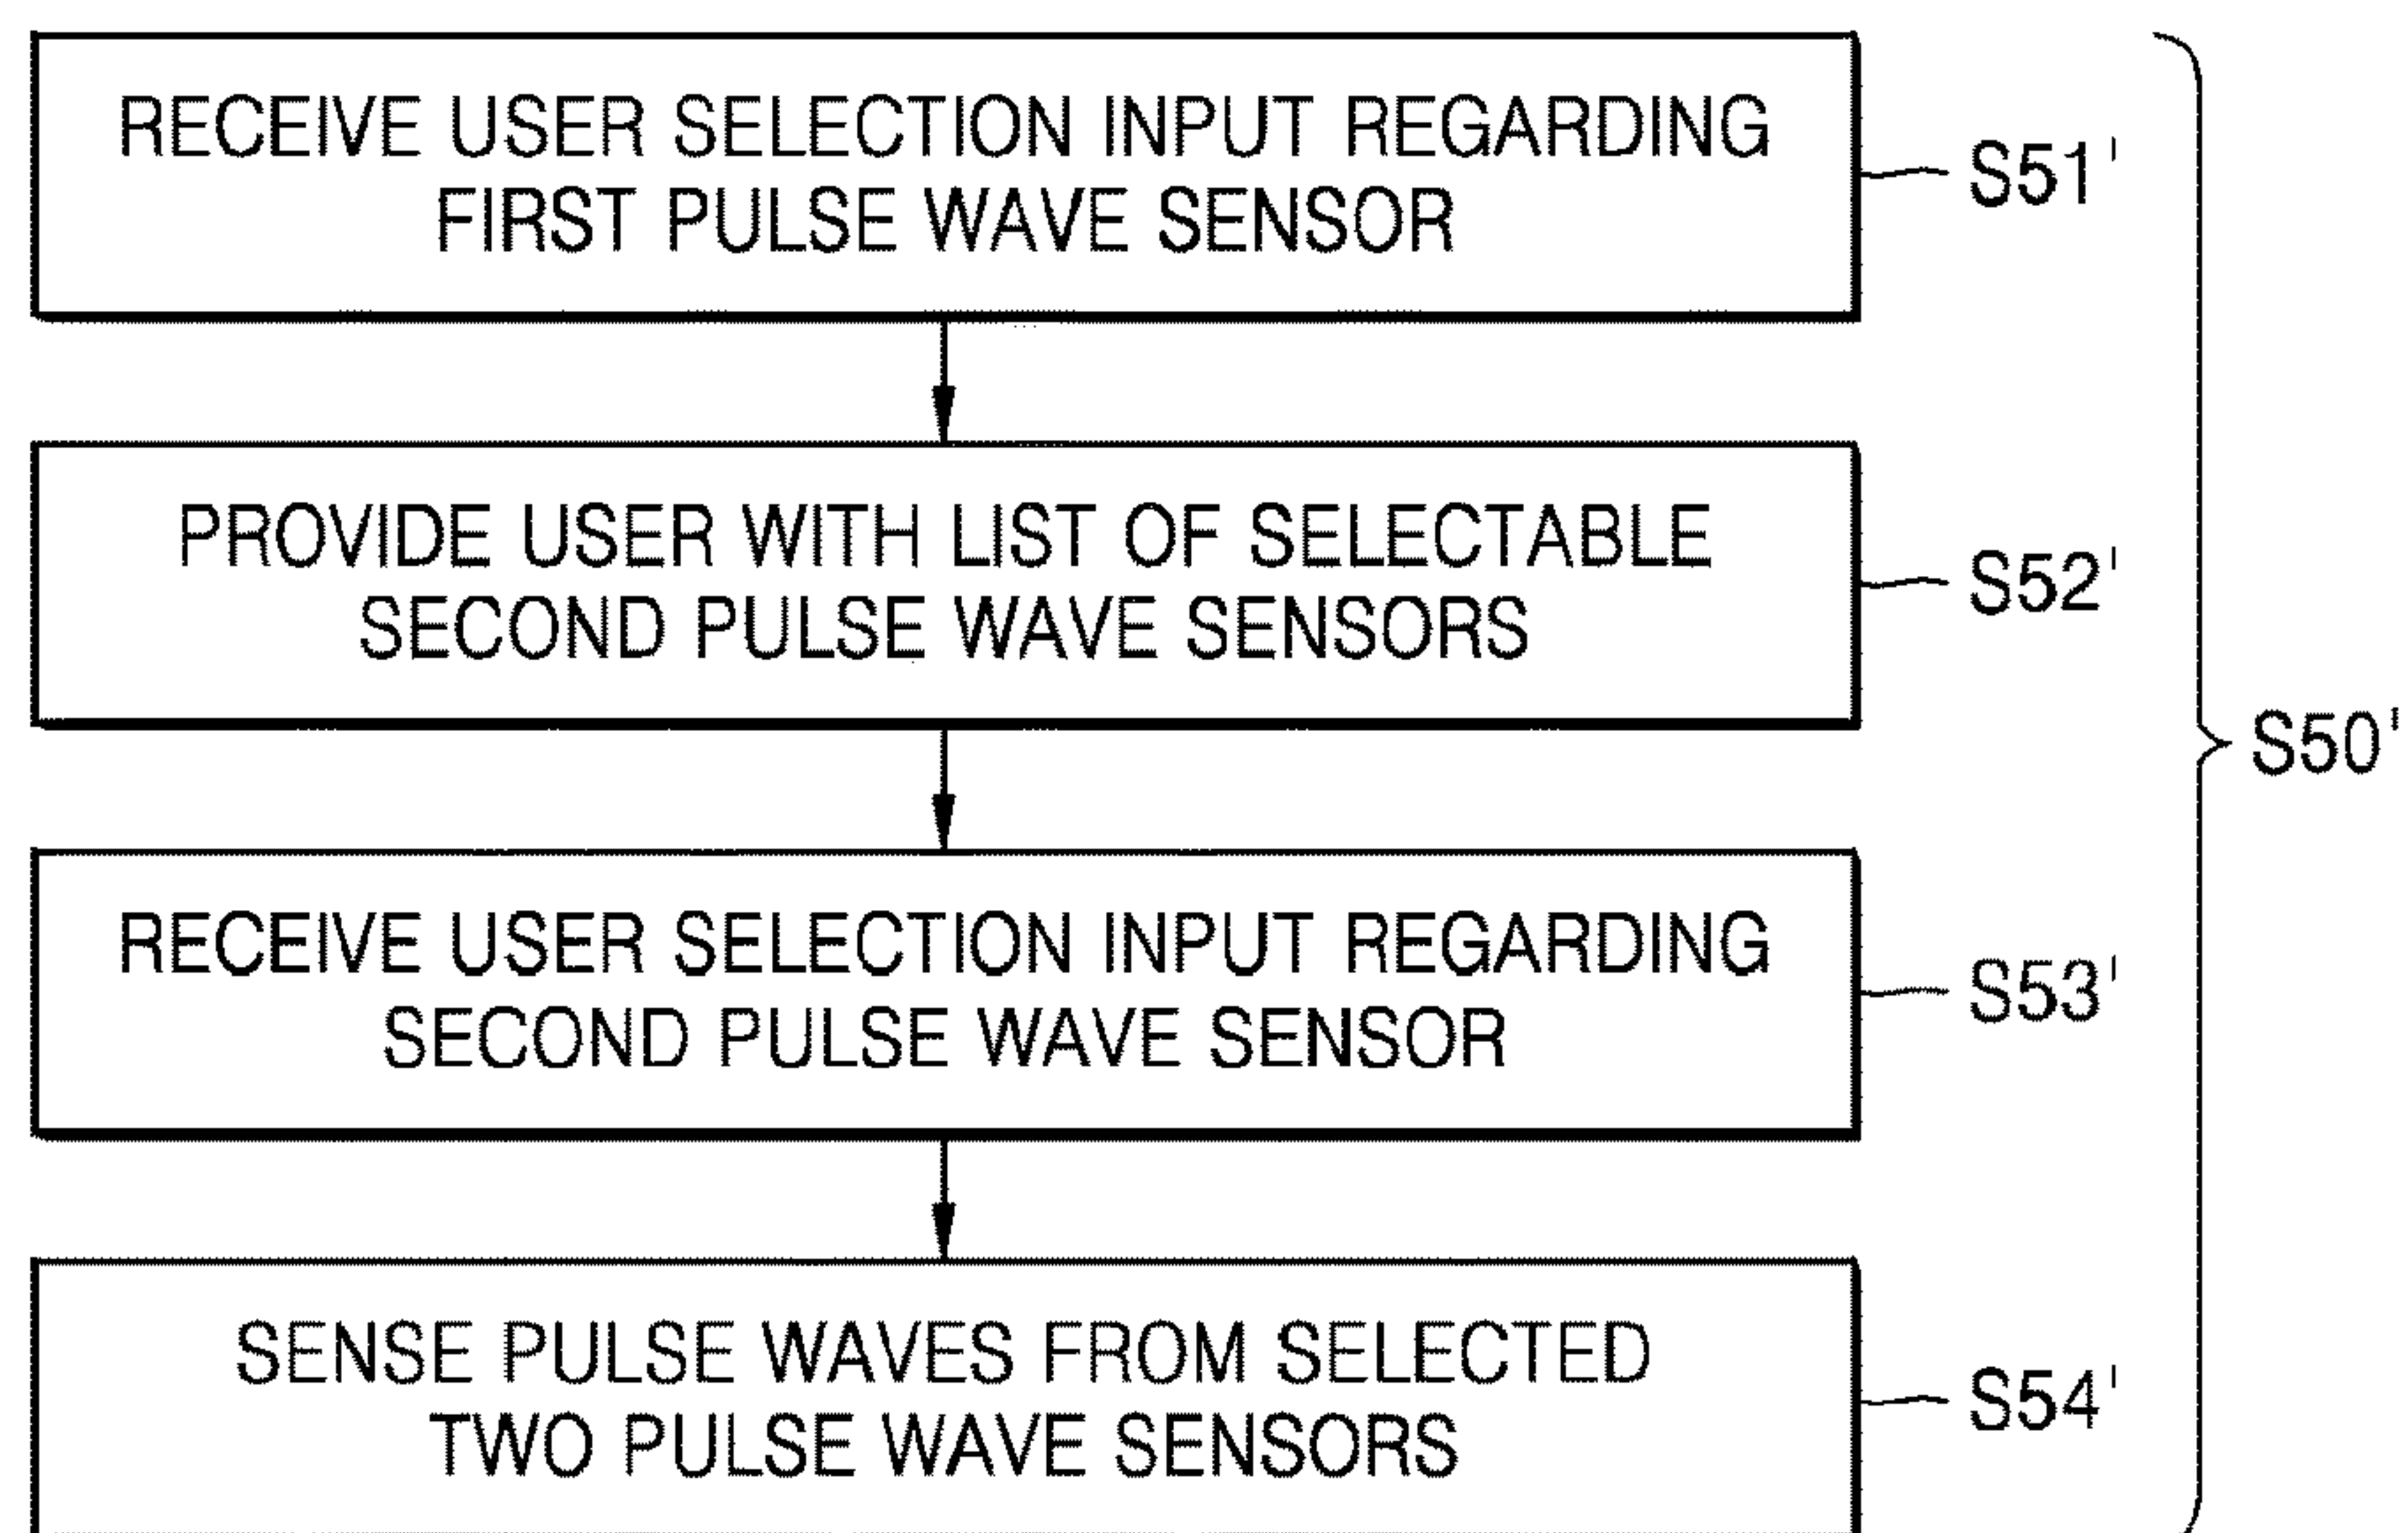 RECEIVE USER SELECTION INPUT REGARDING
FIRST PULSE WAVE SENSOR
S51'
PROVIDE USER WITH LIST OF SELECTABLE
SECOND PULSE WAVE SENSORS
S52'
S50'
RECEIVE USER SELECTION INPUT REGARDING
SECOND PULSE WAVE SENSOR
S53'
SENSE PULSE WAVES FROM SELECTED
TWO PULSE WAVE SENSORS
S54'